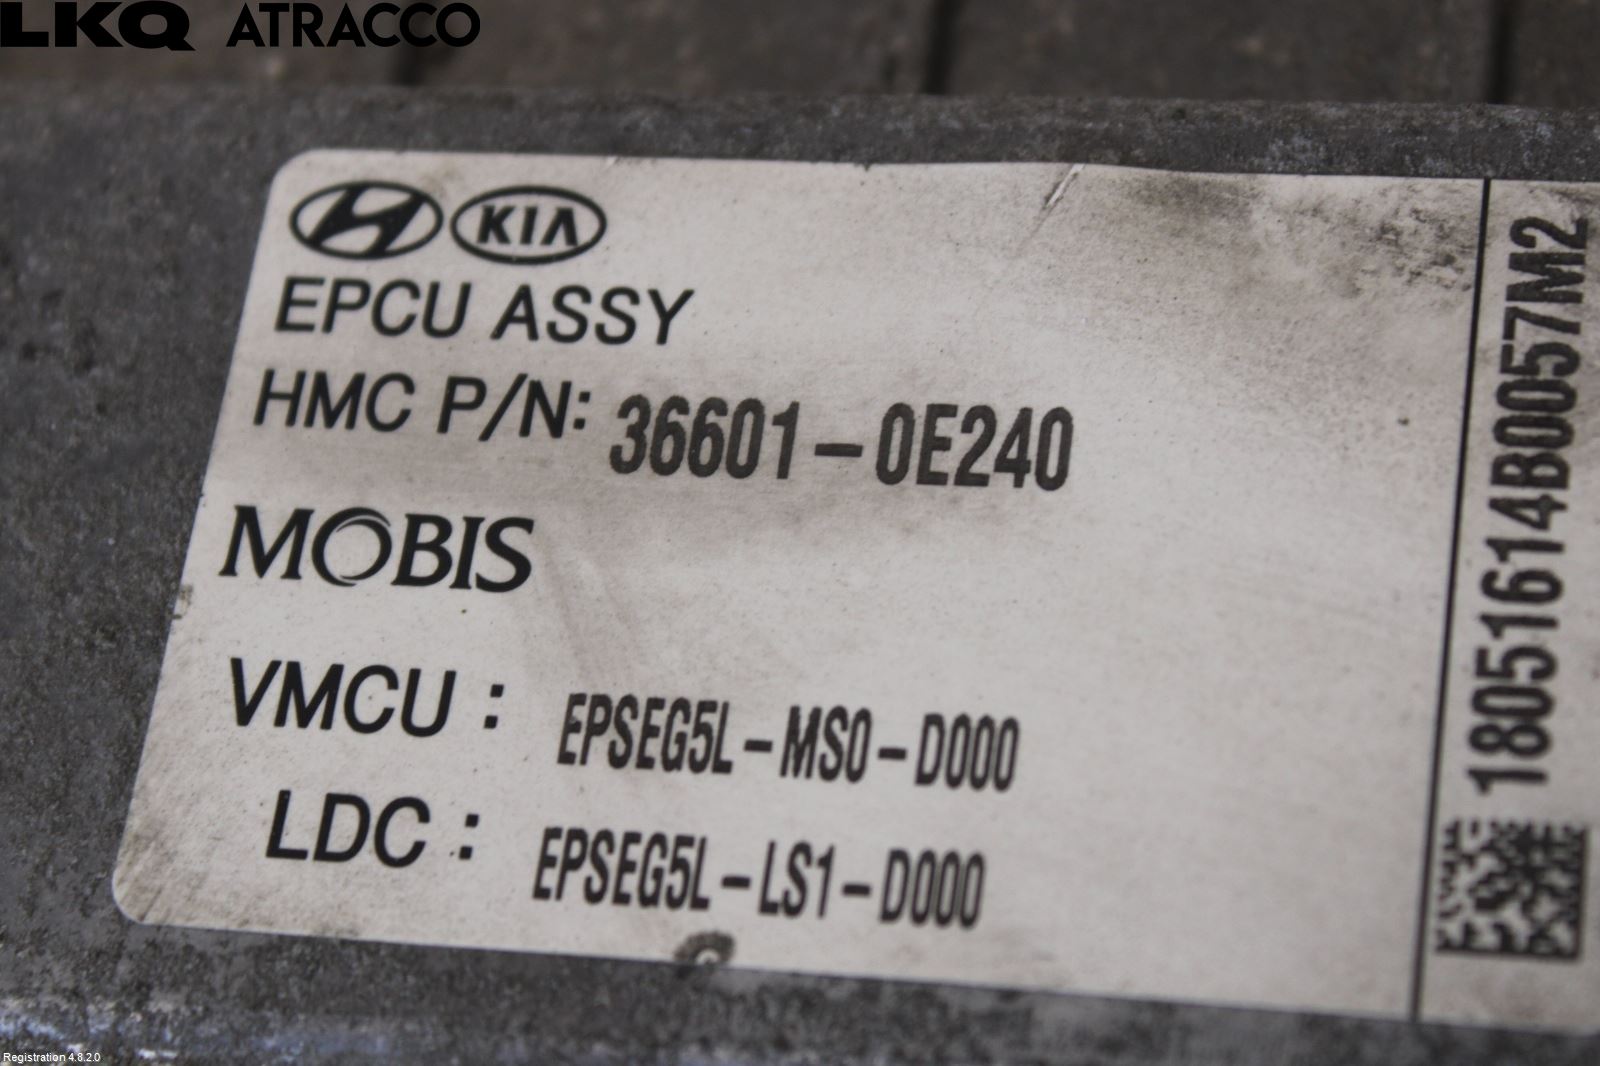 LKQ ATRACCO
KIA
EPCU ASSY
HMC P/N: 36601-0E240
MOBIS
VMCU : EPSEG5L-MS0-D000
LDC : EPSEG5L-LS1-D000
18051614B0057M2
Registration 4.8.2.0